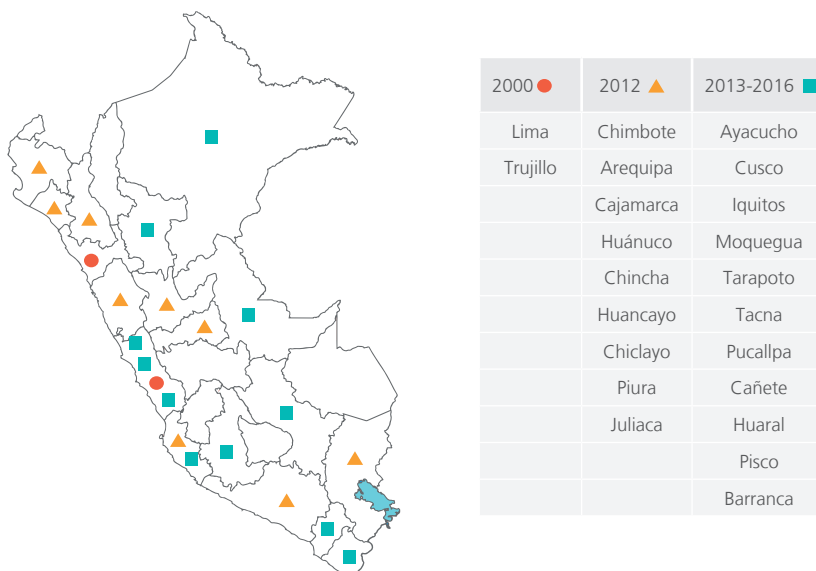 2000 2012 2013-2016
Lima Chimbote Ayacucho
Trujillo Arequipa Cusco
Cajamarca Iquitos
Huánuco Moquegua
Chincha Tarapoto
Huancayo Tacna
Chiclayo Pucallpa
Piura Cañete
Juliaca Huaral
Pisco
Barranca